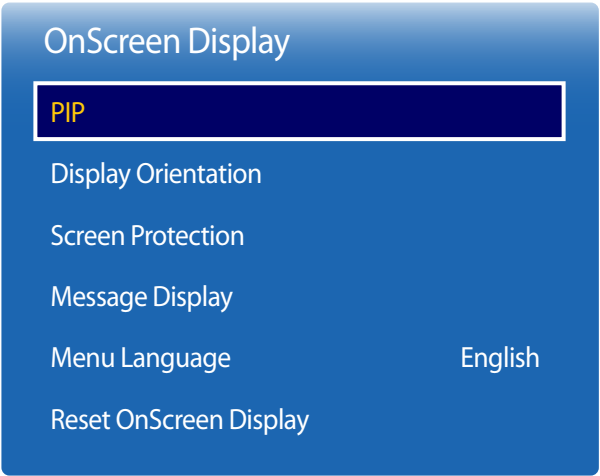 OnScreen Display
PIP
Display Orientation
Screen Protection
Message Display
Menu Language English
Reset OnScreen Display